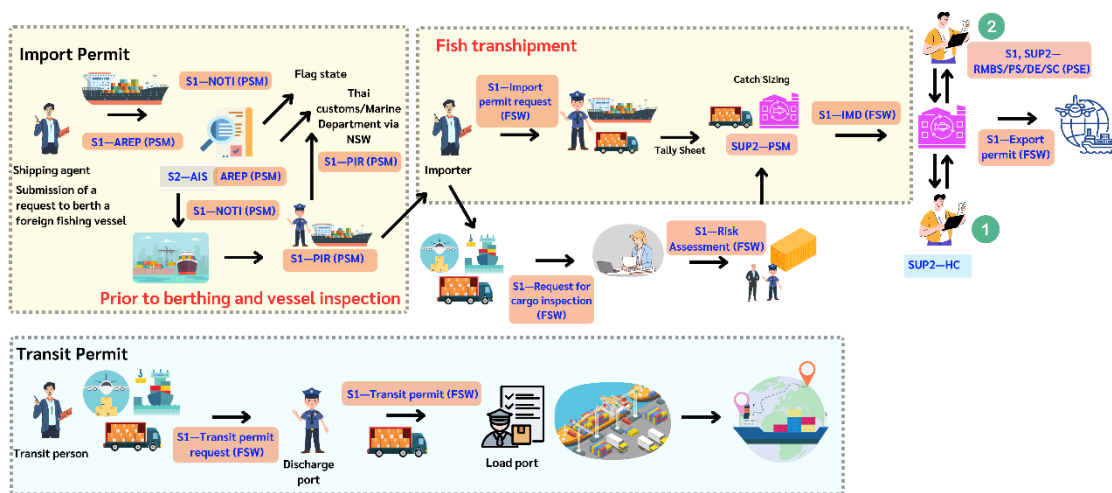 Import Permit
S1—NOTI (PSM)
Flag state
Thai
customs/Marine
Department via
NSW
S1—AREP (PSM)
S1—PIR (PSM)
Shipping agent
S2—AIS
AREP (PSM)
Submission of a
request to berth a
foreign fishing vessel
S1—NOTI (PSM)
S1—PIR (PSM)
Prior to berthing and vessel inspection
Fish transhipment
S1—Import
permit request
(FSW)
Importer
Tally Sheet
Catch Sizing
SUP2—PSM
S1—IMD (FSW)
S1—Request for
cargo inspection
(FSW)
S1—Risk
Assessment (FSW)
2
S1, SUP2—
RMBS/PS/DE/SC (PSE)
S1—Export
permit (FSW)
1
SUP2—HC
Transit Permit
Transit person
S1—Transit permit
request (FSW)
Discharge
port
S1—Transit permit (FSW)
Load port